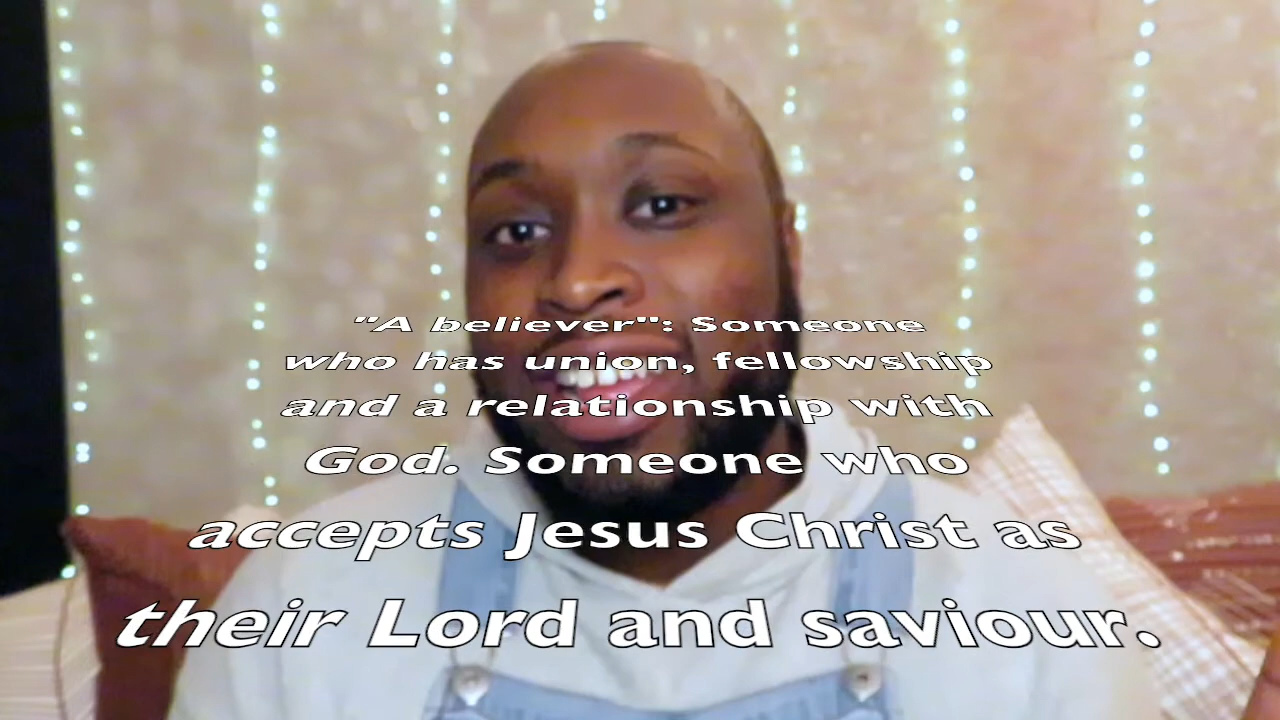 "A believer": Someone
who has union, fellowship
and a relationship with
God. Someone who
accepts Jesus Christ as
their Lord and saviour.